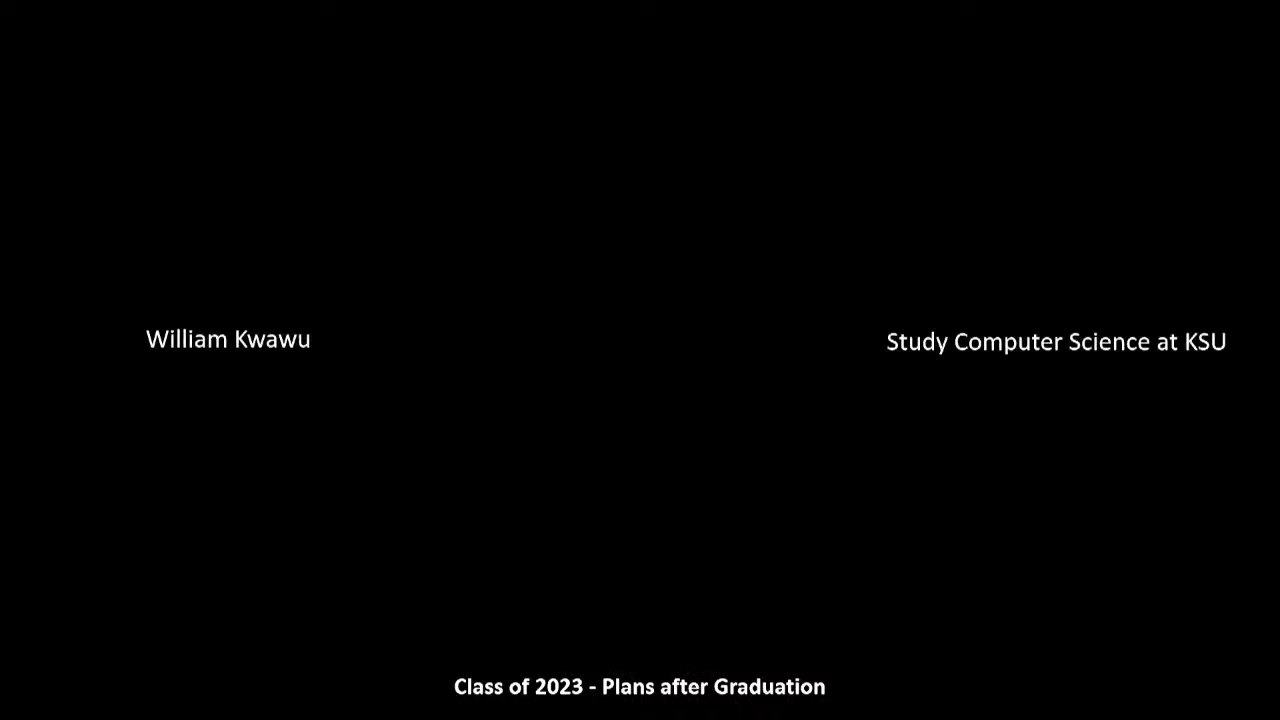 William Kwawu
Study Computer Science at KSU
Class of 2023 - Plans after Graduation